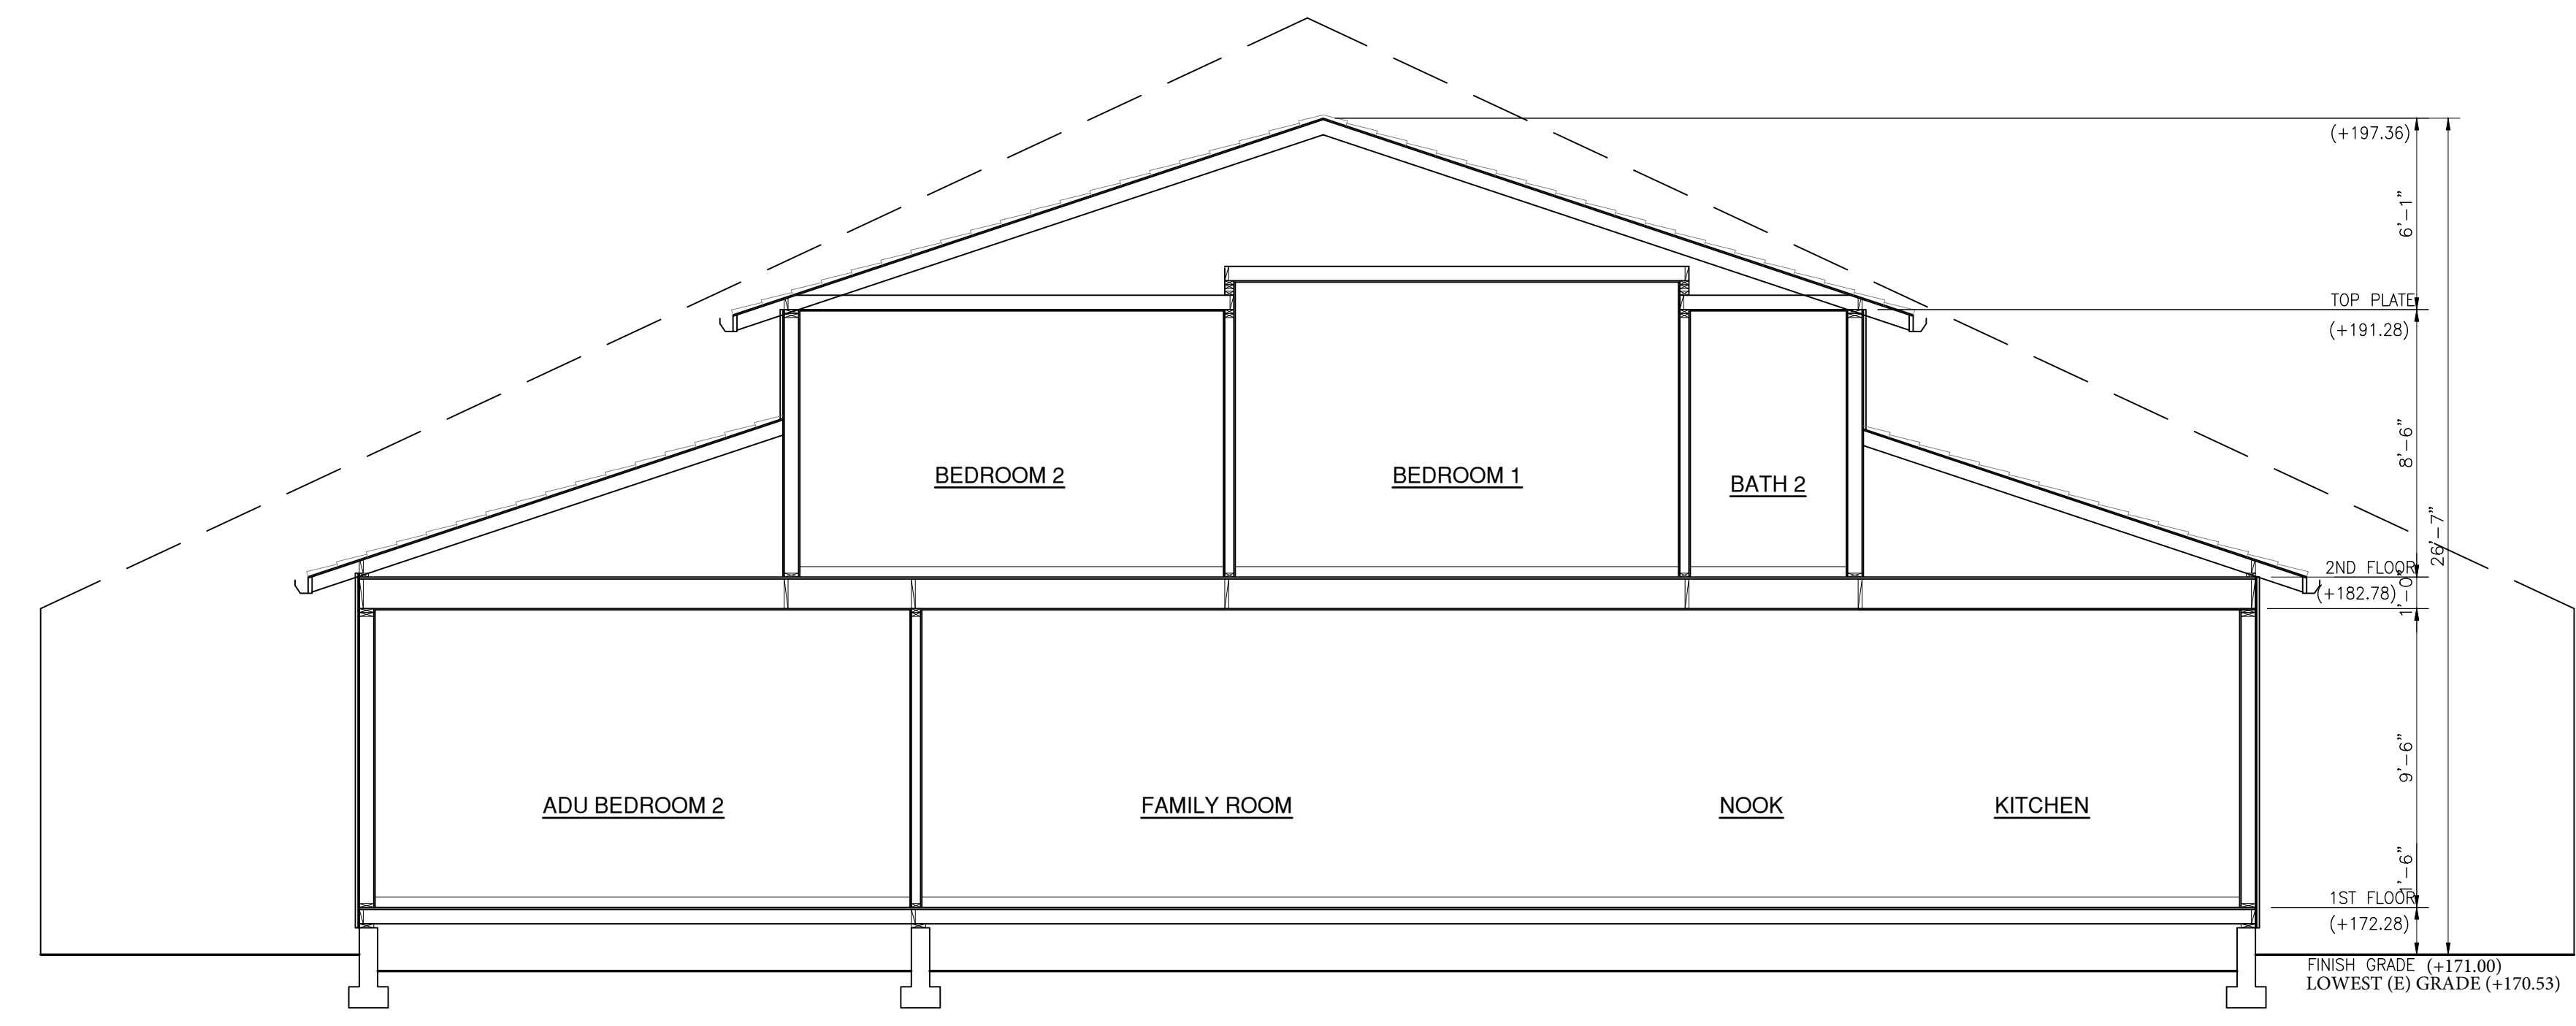 (+197.36)
6'-1"
TOP PLATE
(+191.28)
8'-6"
BEDROOM 2
BEDROOM 1
BATH 2
26'-7"
2ND FLOOR
(+182.78)
1'-0"
9'-6"
ADU BEDROOM 2
FAMILY ROOM
NOOK
KITCHEN
1'-6"
1ST FLOOR
(+172.28)
FINISH GRADE (+171.00)
LOWEST (E) GRADE (+170.53)